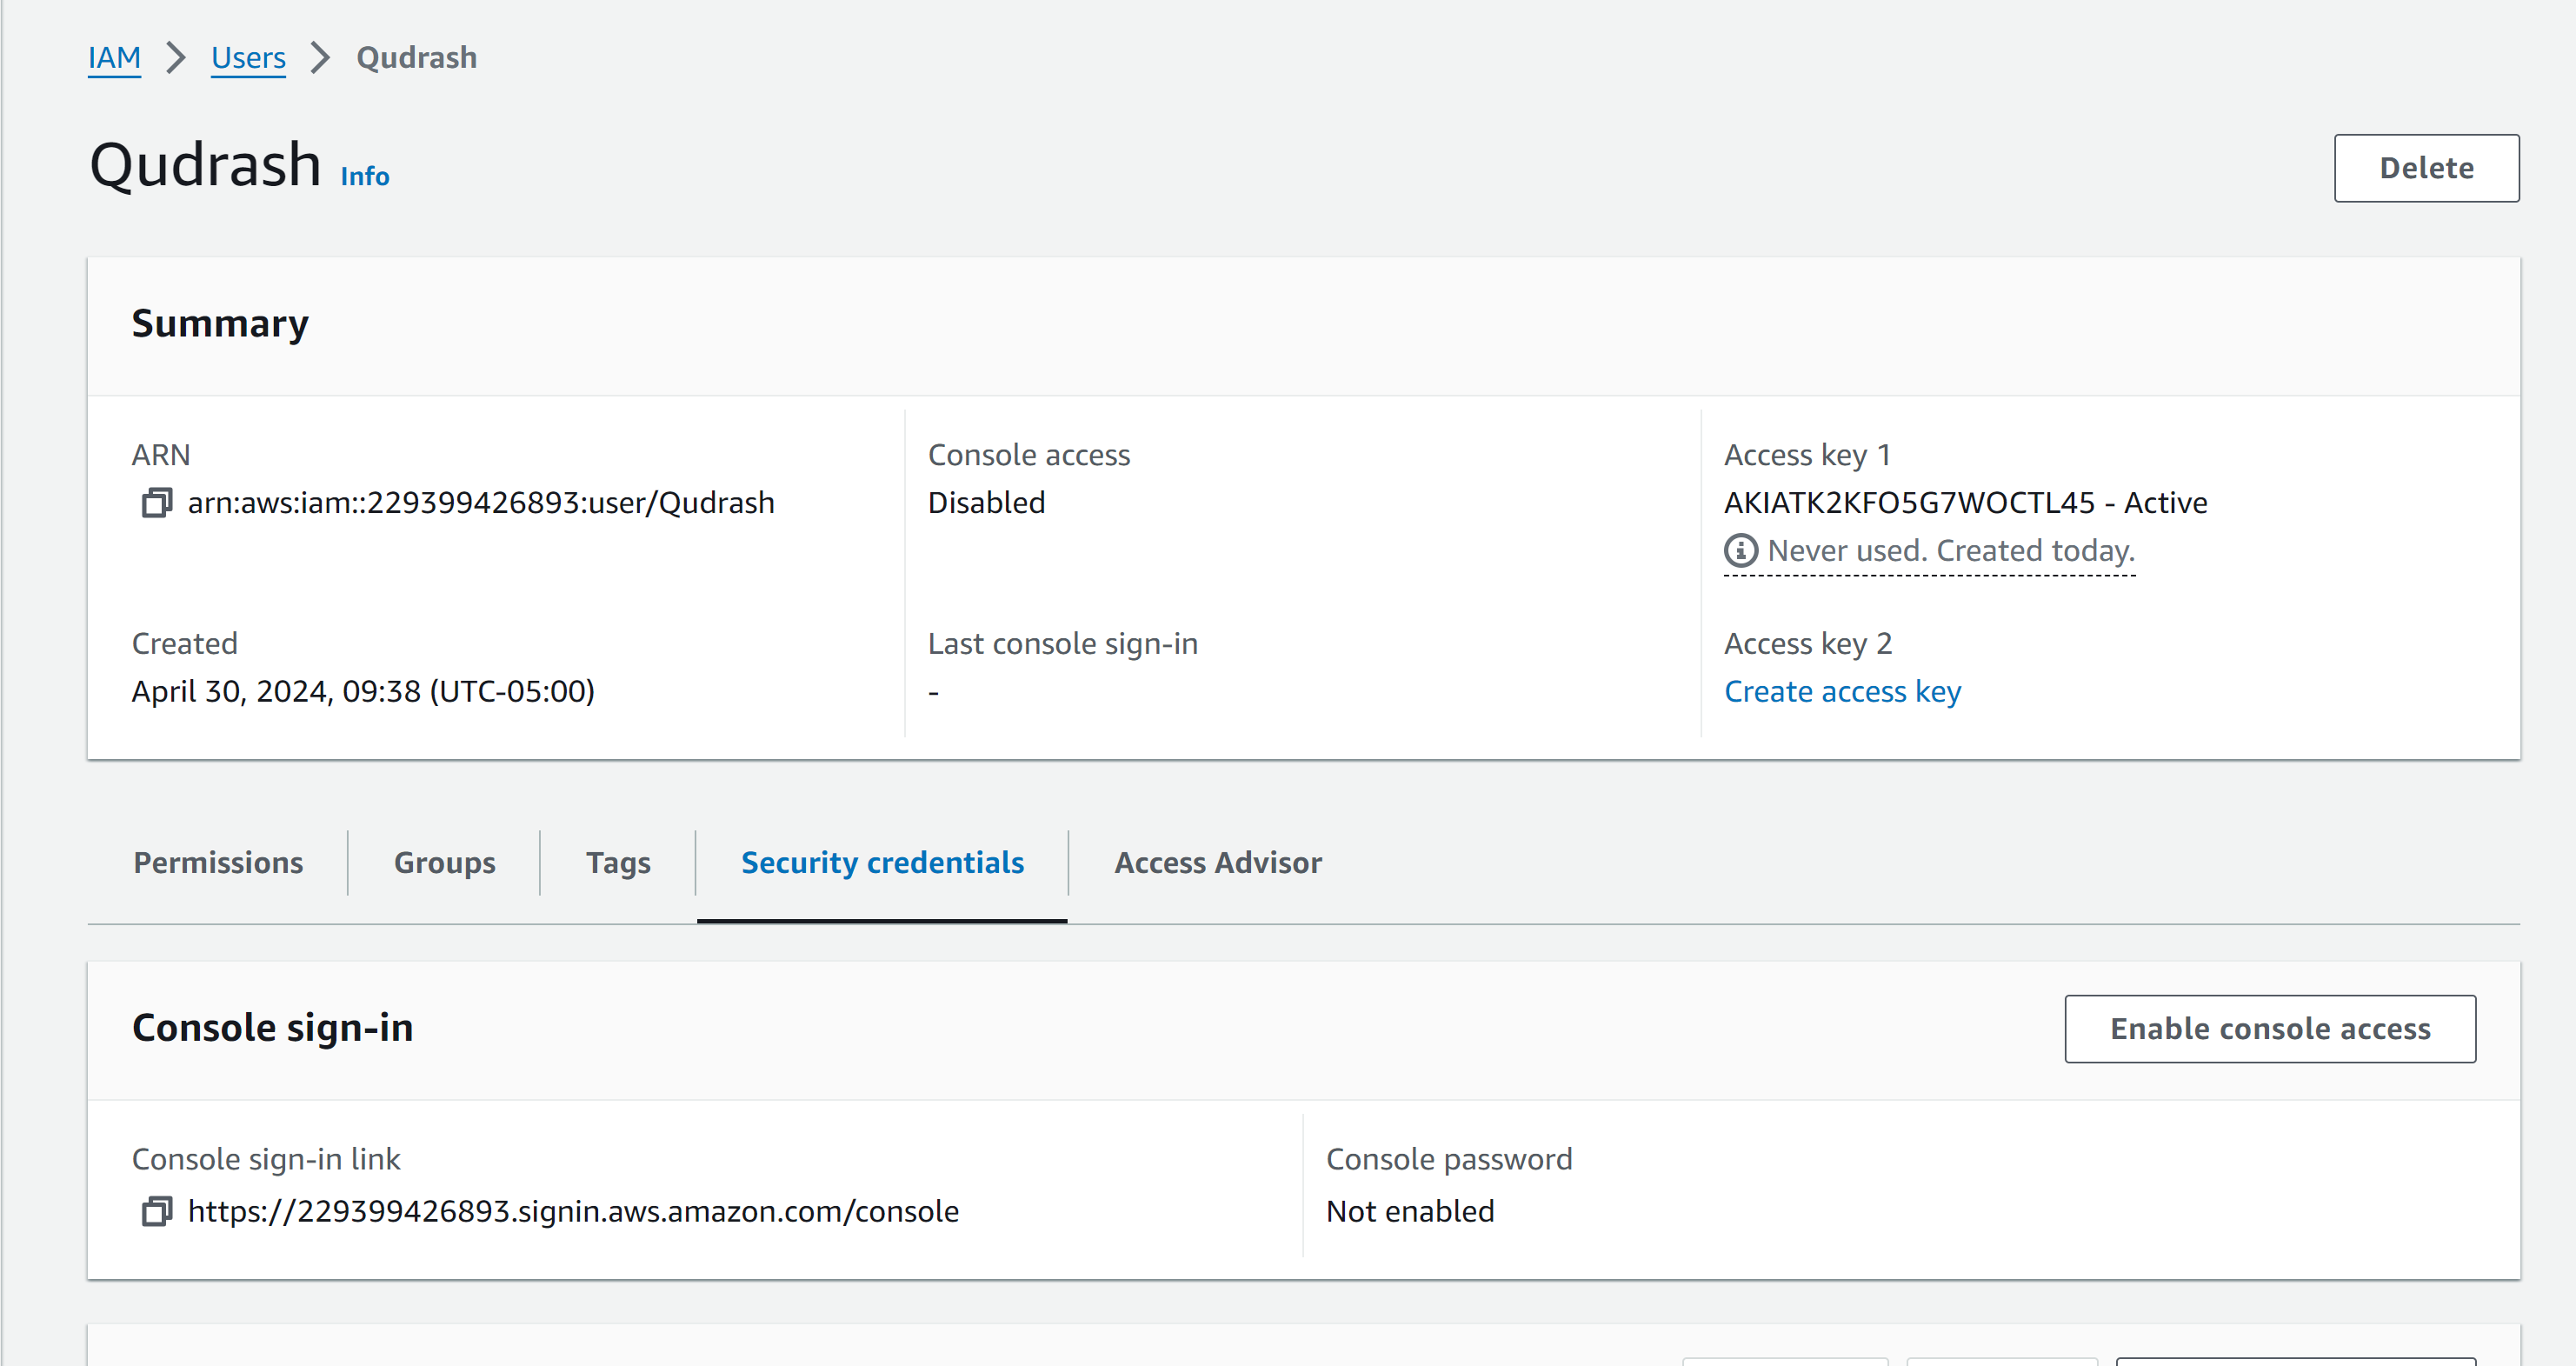 IAM > Users > Qudrash
Qudrash Info
Delete
Summary
ARN
arn:aws:iam::229399426893:user/Qudrash
Console access
Disabled
Access key 1
AKIATK2KFO5G7WOCTL45 - Active
Never used. Created today.
Created
April 30, 2024, 09:38 (UTC-05:00)
Last console sign-in
-
Access key 2
Create access key
Permissions
Groups
Tags
Security credentials
Access Advisor
Console sign-in
Enable console access
Console sign-in link
https://229399426893.signin.aws.amazon.com/console
Console password
Not enabled